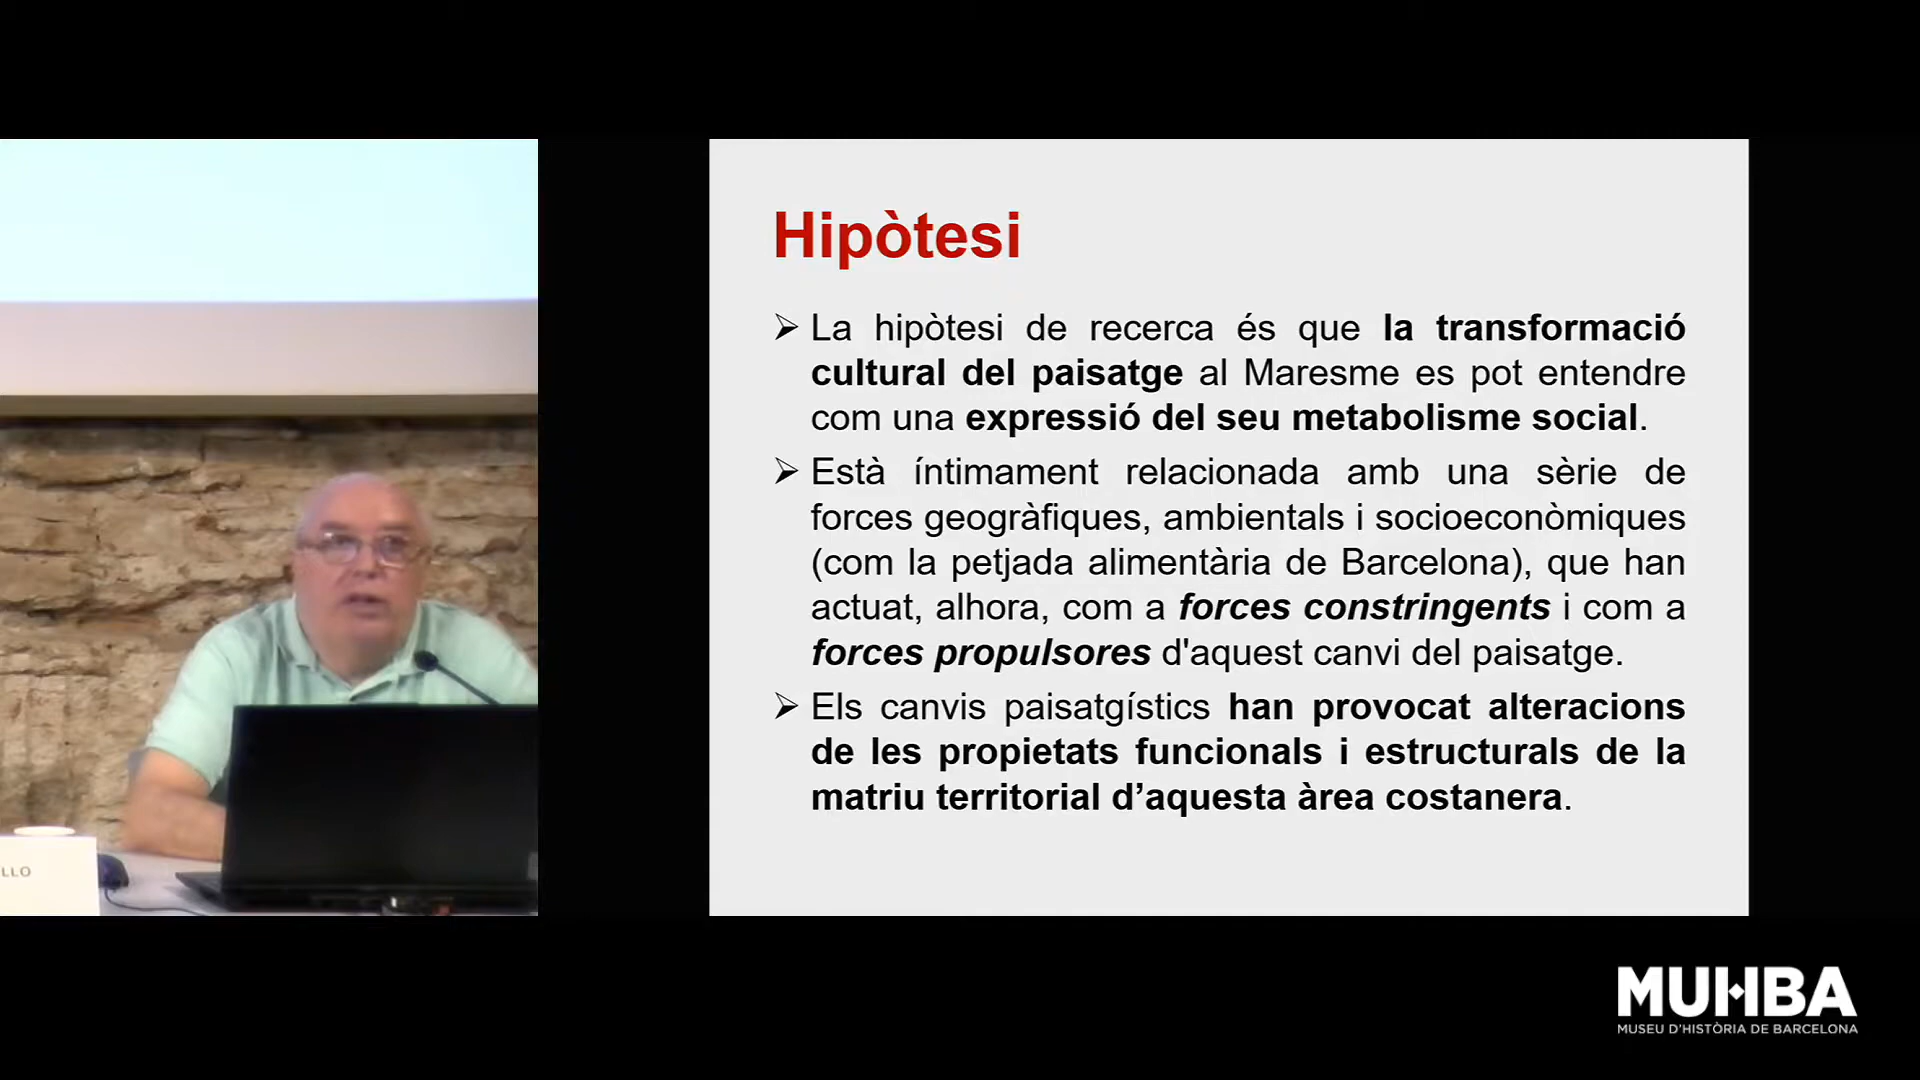 Hipòtesi
➢ La hipòtesi de recerca és que la transformació
cultural del paisatge al Maresme es pot entendre
com una expressió del seu metabolisme social.
➢ Està íntimament relacionada amb una sèrie de
forces geogràfiques, ambientals i socioeconòmiques
(com la petjada alimentària de Barcelona), que han
actuat, alhora, com a forces constringents i com a
forces propulsores d'aquest canvi del paisatge.
➢ Els canvis paisatgístics han provocat alteracions
de les propietats funcionals i estructurals de la
matriu territorial d’aquesta àrea costanera.
LLO
MUHBA
MUSEU D'HISTÒRIA DE BARCELONA